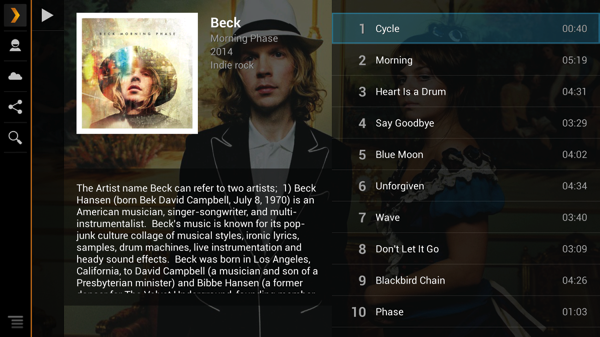 Beck
Morning Phase
2014
Indie rock
BECK MORNING PHASE
The Artist name Beck can refer to two artists;  1) Beck
Hansen (born Bek David Campbell, July 8, 1970) is an
American musician, singer-songwriter, and multi-
instrumentalist.  Beck's music is known for its pop-
junk culture collage of musical styles, ironic lyrics,
samples, drum machines, live instrumentation and
heady sound effects.  Beck was born in Los Angeles,
California, to David Campbell (a musician and son of a
Presbyterian minister) and Bibbe Hansen (a former
1 Cycle 00:40
2 Morning 05:19
3 Heart Is a Drum 04:31
4 Say Goodbye 03:29
5 Blue Moon 04:02
6 Unforgiven 04:34
7 Wave 03:40
8 Don't Let It Go 03:09
9 Blackbird Chain 04:26
10 Phase 01:03